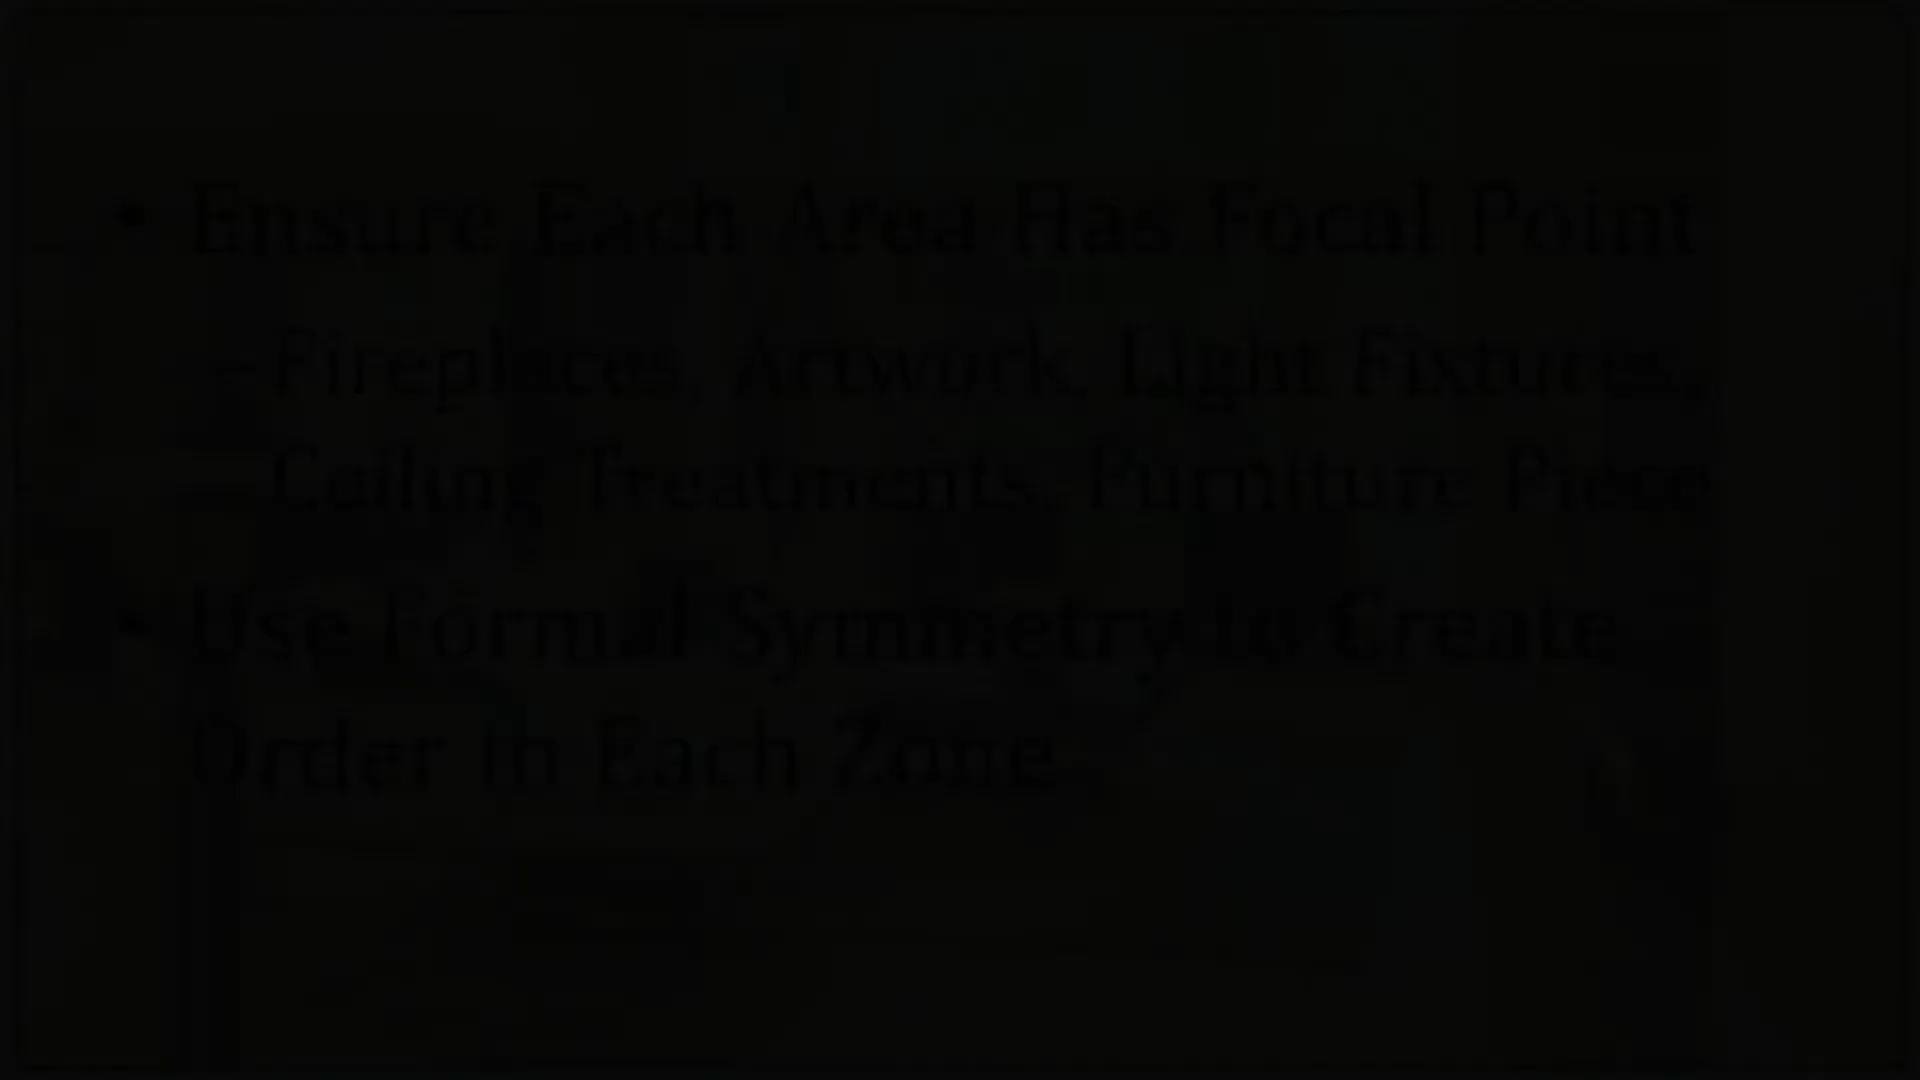 • Ensure Each Area Has Focal Point
– Fireplaces, Artwork, Light Fixtures,
Ceiling Treatments, Furniture Piece
• Use Formal Symmetry to Create
Order in Each Zone